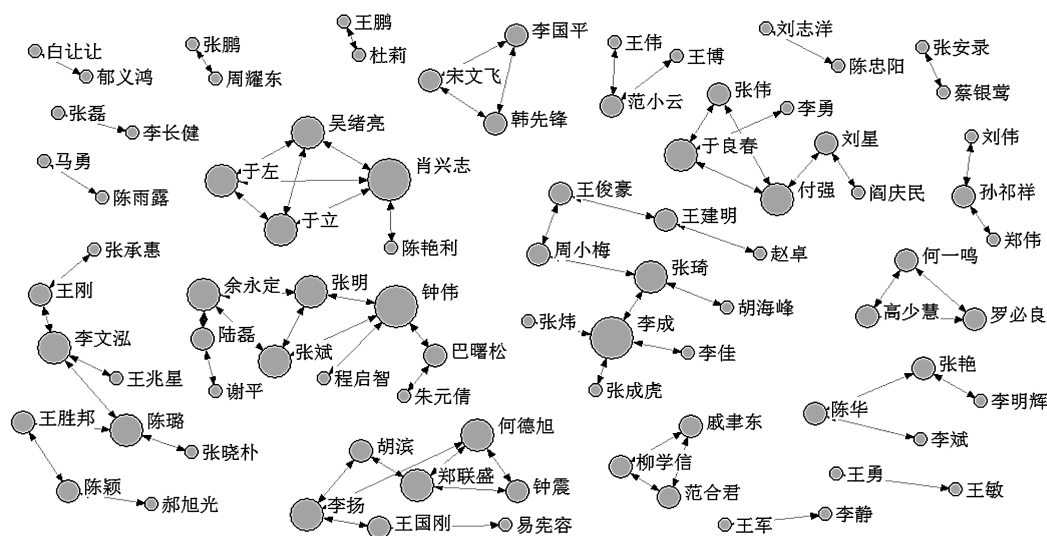 王鹏
李国平
刘志洋
白让让
张鹏
杜莉
王伟
王博
张安录
郁义鸿
周耀东
宋文飞
陈忠阳
张磊
范小云
张伟
蔡银莺
李长健
吴绪亮
韩先锋
李勇
刘星
刘伟
马勇
于左
肖兴志
于良春
陈雨露
王俊豪
付强
阎庆民
孙祁祥
于立
王建明
张承惠
陈艳利
周小梅
赵卓
郑伟
何一鸣
王刚
余永定
张明
钟伟
张琦
胡海峰
高少慧
罗必良
李文泓
陆磊
张斌
巴曙松
张炜
李成
李佳
王兆星
谢平
程启智
朱元倩
张成虎
张艳
李明辉
王胜邦
陈璐
何德旭
戚聿东
陈华
张晓朴
胡滨
李斌
陈颖
郑联盛
钟震
柳学信
范合君
王勇
王敏
郝旭光
李扬
王国刚
易宪容
王军
李静